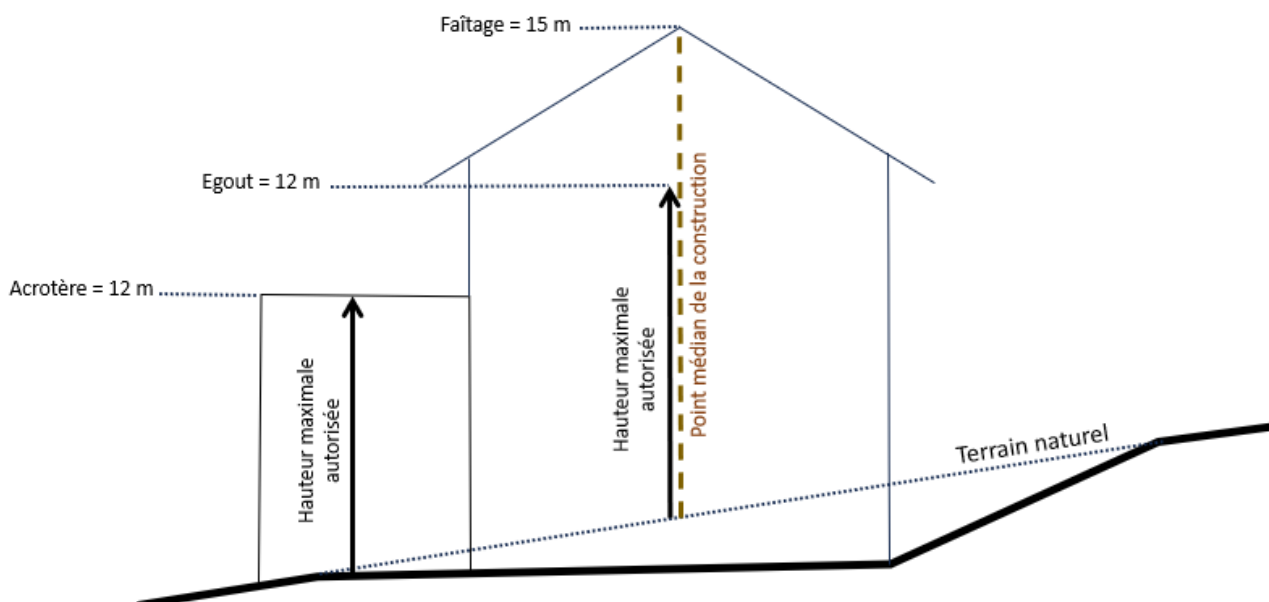 Faîtage = 15 m
Egout = 12 m
Acrotère = 12 m
Hauteur maximale
autorisée
Hauteur maximale
autorisée
Point médian de la construction
Terrain naturel